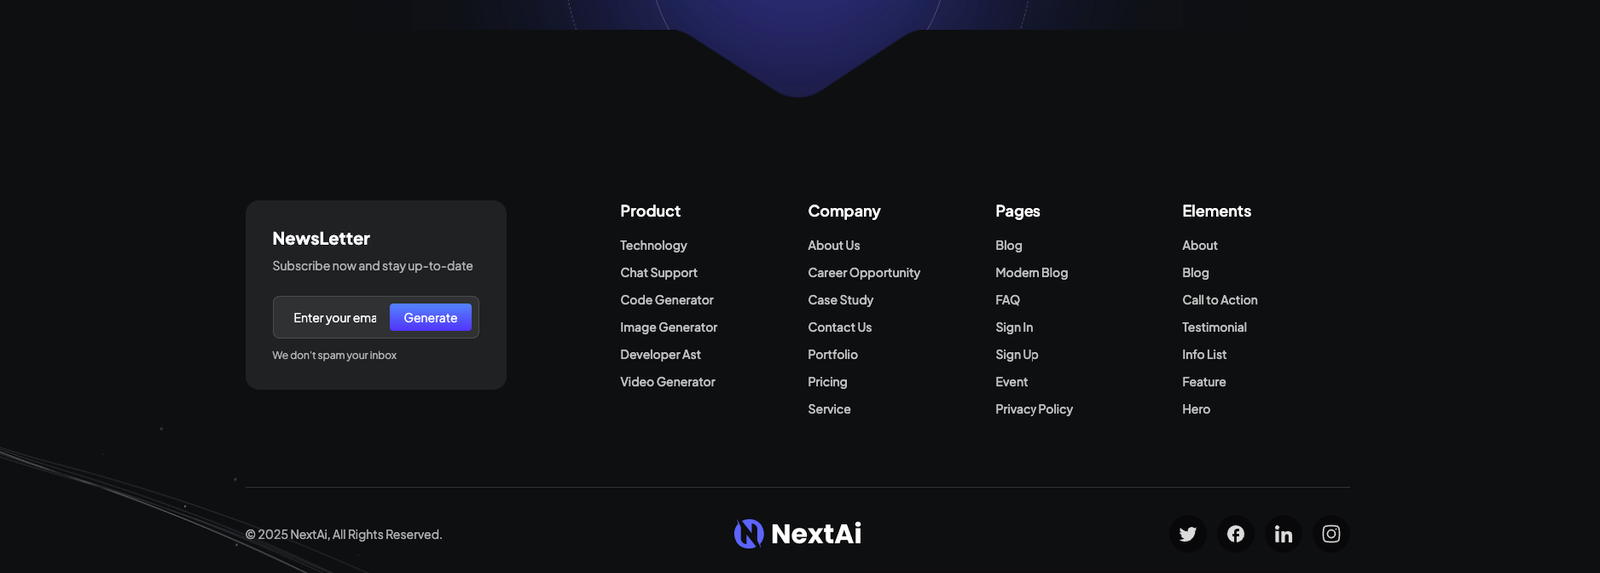 NewsLetter
Subscribe now and stay up-to-date
Enter your ema
Generate
We don't spam your inbox
Product
Technology
Chat Support
Code Generator
Image Generator
Developer Ast
Video Generator
Company
About Us
Career Opportunity
Case Study
Contact Us
Portfolio
Pricing
Service
Pages
Blog
Modern Blog
FAQ
Sign In
Sign Up
Event
Privacy Policy
Elements
About
Blog
Call to Action
Testimonial
Info List
Feature
Hero
© 2025 NextAi, All Rights Reserved.
NextAi